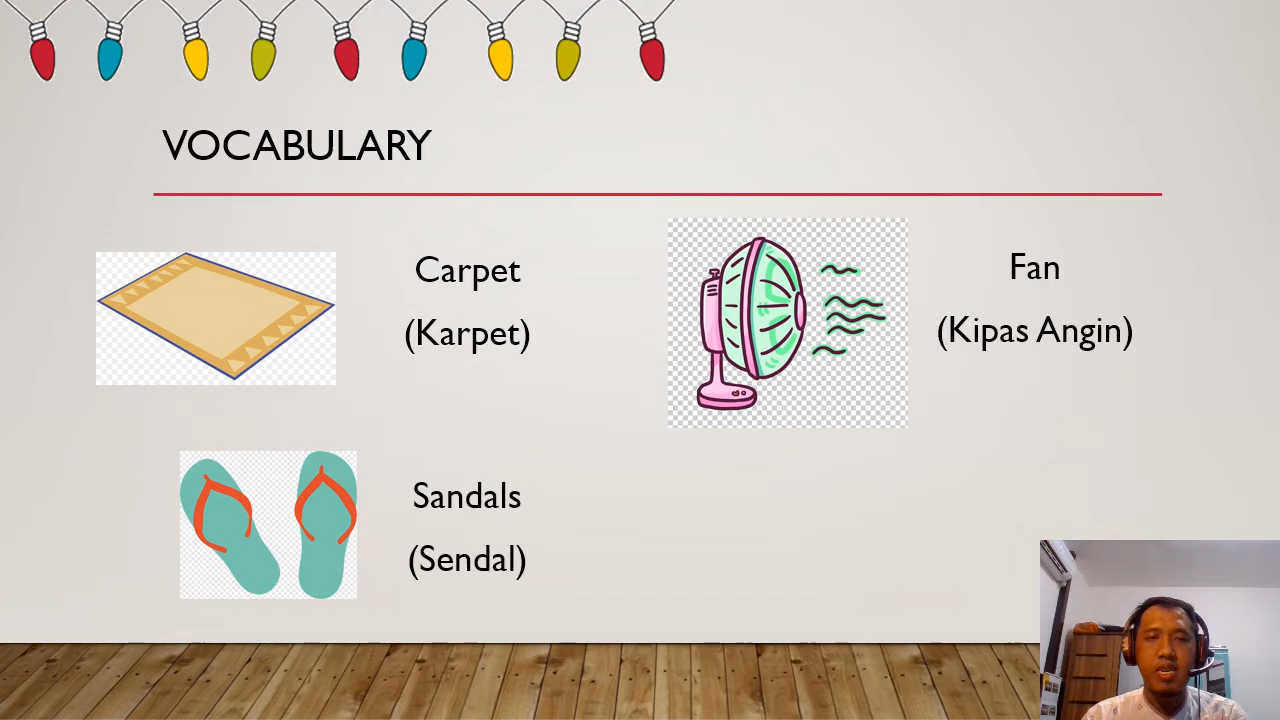 VOCABULARY
Carpet
(Karpet)
Fan
(Kipas Angin)
Sandals
(Sendal)